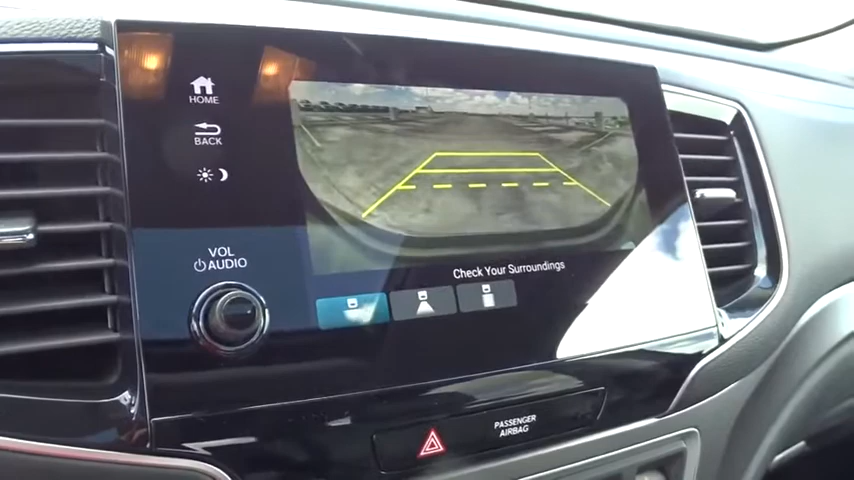 HOME
BACK
VOL
AUDIO
Check Your Surroundings
PASSENGER
AIRBAG